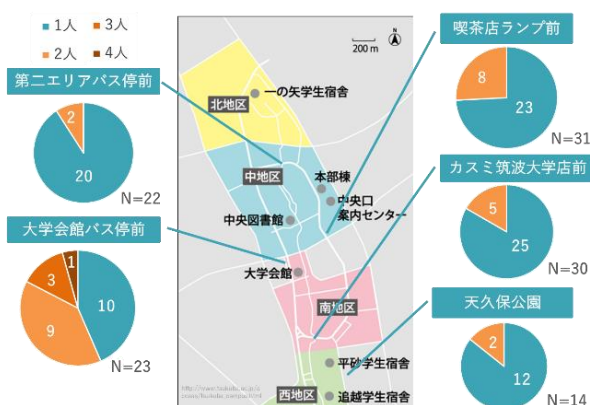 1人
3人
2人
4人
第二エリアバス停前
2
20
N=22
大学会館バス停前
1
3
10
9
N=23
200 m
N
北地区
一の矢学生宿舎
中地区
本部棟
中央口
案内センター
中央図書館
大学会館
南地区
平砂学生宿舎
西地区
追越学生宿舎
喫茶店ランプ前
8
23
N=31
カスミ筑波大学店前
5
25
N=30
天久保公園
2
12
N=14